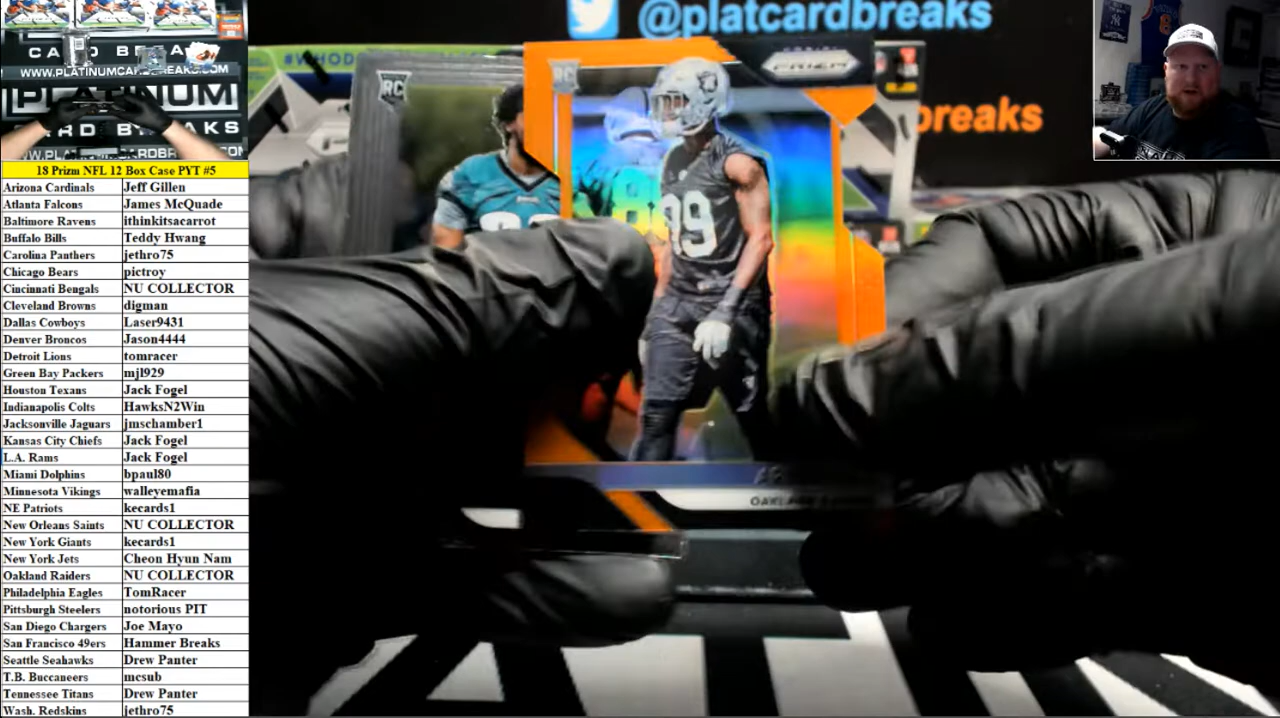 @platcardbreaks
#WHOD
breaks
CARD BREAKS
WWW.PLATINUMCARDBREAKS.COM
PLATINUM
CARD BREAKS
18 Prizm NFL 12 Box Case PYT #5
Arizona Cardinals Jeff Gillen
Atlanta Falcons James McQuade
Baltimore Ravens ithinkitsacarrot
Buffalo Bills Teddy Hwang
Carolina Panthers jethro75
Chicago Bears pictroy
Cincinnati Bengals NU COLLECTOR
Cleveland Browns digman
Dallas Cowboys Laser9431
Denver Broncos Jason4444
Detroit Lions tomracer
Green Bay Packers mjl929
Houston Texans Jack Fogel
Indianapolis Colts HawksN2Win
Jacksonville Jaguars jmschamber1
Kansas City Chiefs Jack Fogel
L.A. Rams Jack Fogel
Miami Dolphins bpaul80
Minnesota Vikings walleyemafia
NE Patriots kecards1
New Orleans Saints NU COLLECTOR
New York Giants kecards1
New York Jets Cheon Hyun Nam
Oakland Raiders NU COLLECTOR
Philadelphia Eagles TomRacer
Pittsburgh Steelers notorious PIT
San Diego Chargers Joe Mayo
San Francisco 49ers Hammer Breaks
Seattle Seahawks Drew Panter
T.B. Buccaneers mcsub
Tennessee Titans Drew Panter
Wash. Redskins jethro75
RC
RC
PRIZM
99